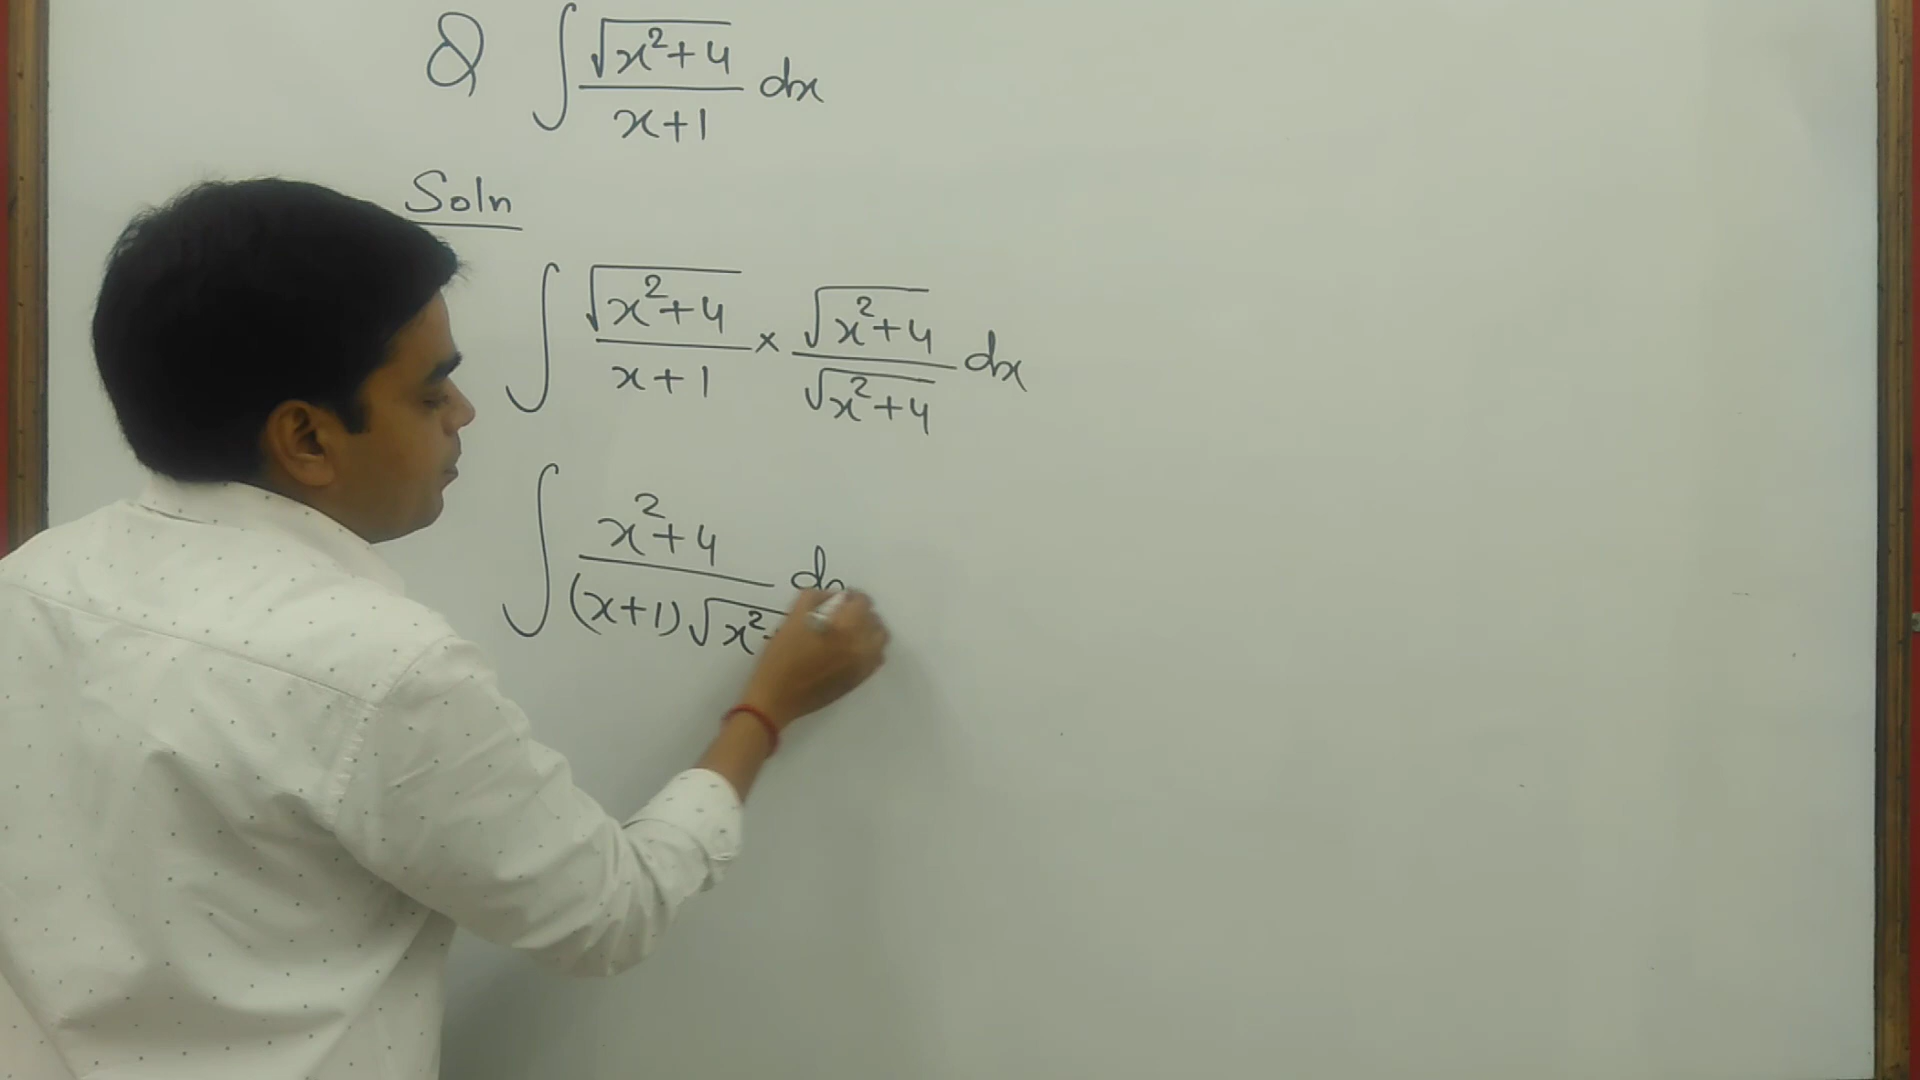 Q ∫ √(x²+4) / (x+1) dx
Soln
∫ √(x²+4) / (x+1) × √(x²+4) / √(x²+4) dx
∫ (x²+4) / ((x+1)√(x²+